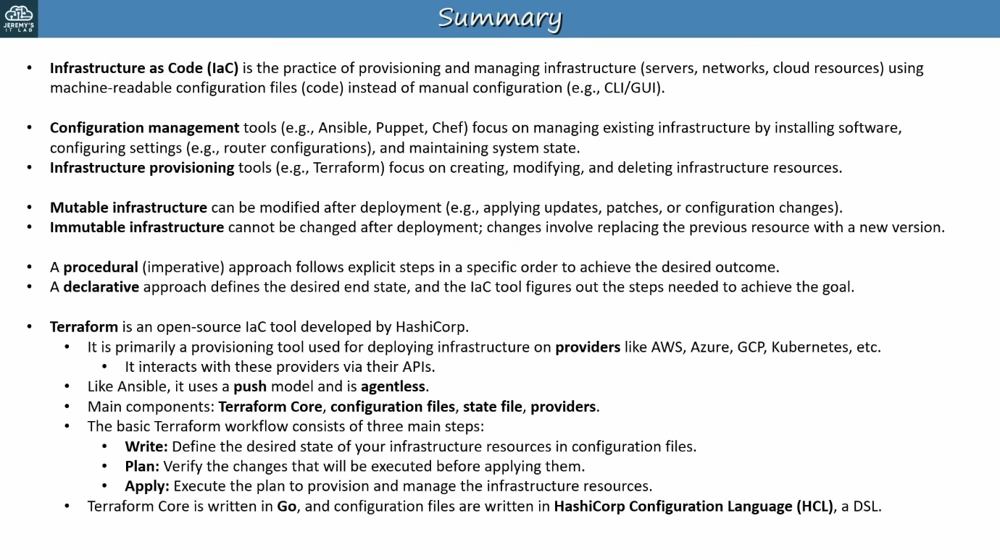 JEREMY'S
IT LAB
Summary
• Infrastructure as Code (IaC) is the practice of provisioning and managing infrastructure (servers, networks, cloud resources) using
machine-readable configuration files (code) instead of manual configuration (e.g., CLI/GUI).
• Configuration management tools (e.g., Ansible, Puppet, Chef) focus on managing existing infrastructure by installing software,
configuring settings (e.g., router configurations), and maintaining system state.
• Infrastructure provisioning tools (e.g., Terraform) focus on creating, modifying, and deleting infrastructure resources.
• Mutable infrastructure can be modified after deployment (e.g., applying updates, patches, or configuration changes).
• Immutable infrastructure cannot be changed after deployment; changes involve replacing the previous resource with a new version.
• A procedural (imperative) approach follows explicit steps in a specific order to achieve the desired outcome.
• A declarative approach defines the desired end state, and the IaC tool figures out the steps needed to achieve the goal.
• Terraform is an open-source IaC tool developed by HashiCorp.
• It is primarily a provisioning tool used for deploying infrastructure on providers like AWS, Azure, GCP, Kubernetes, etc.
• It interacts with these providers via their APIs.
• Like Ansible, it uses a push model and is agentless.
• Main components: Terraform Core, configuration files, state file, providers.
• The basic Terraform workflow consists of three main steps:
• Write: Define the desired state of your infrastructure resources in configuration files.
• Plan: Verify the changes that will be executed before applying them.
• Apply: Execute the plan to provision and manage the infrastructure resources.
• Terraform Core is written in Go, and configuration files are written in HashiCorp Configuration Language (HCL), a DSL.